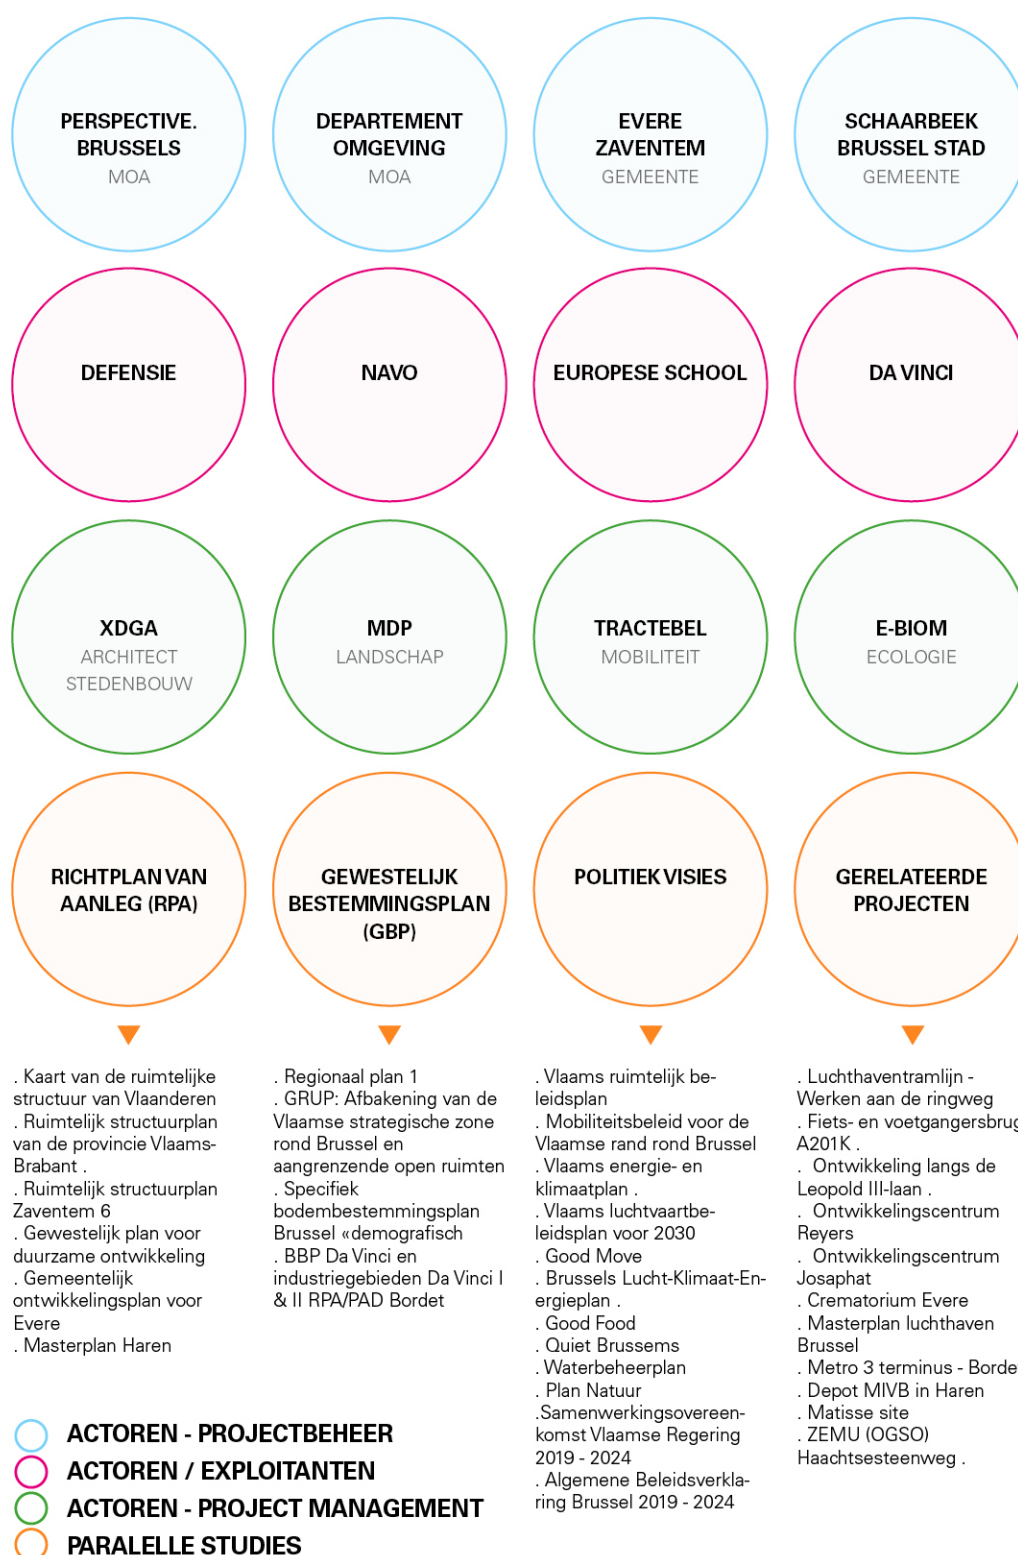 PERSPECTIVE.
BRUSSELS
MOA
DEPARTEMENT
OMGEVING
MOA
EVERE
ZAVENTEM
GEMEENTE
SCHAARBEEK
BRUSSEL STAD
GEMEENTE
DEFENSIE
NAVO
EUROPESE SCHOOL
DA VINCI
XDGA
ARCHITECT
STEDENBOUW
MDP
LANDSCHAP
TRACTEBEL
MOBILITEIT
E-BIOM
ECOLOGIE
RICHTPLAN VAN
AANLEG (RPA)
GEWESTELIJK
BESTEMMINGSPLAN
(GBP)
POLITIEK VISIES
GERELATEERDE
PROJECTEN
. Kaart van de ruimtelijke
structuur van Vlaanderen
. Ruimtelijk structuurplan
van de provincie Vlaams-
Brabant .
. Ruimtelijk structuurplan
Zaventem 6
. Gewestelijk plan voor
duurzame ontwikkeling
. Gemeentelijk
ontwikkelingsplan voor
Evere
. Masterplan Haren
. Regionaal plan 1
. GRUP: Afbakening van de
Vlaamse strategische zone
rond Brussel en
aangrenzende open ruimten
. Specifiek
bodembestemmingsplan
Brussel «demografisch
. BBP Da Vinci en
industriegebieden Da Vinci I
& II RPA/PAD Bordet
. Vlaams ruimtelijk be-
leidsplan
. Mobiliteitsbeleid voor de
Vlaamse rand rond Brussel
. Vlaams energie- en
klimaatplan .
. Vlaams luchtvaartbe-
leidsplan voor 2030
. Good Move
. Brussels Lucht-Klimaat-En-
ergieplan .
. Good Food
. Quiet Brussems
. Waterbeheerplan
. Plan Natuur
.Samenwerkingsovereen-
komst Vlaamse Regering
2019 - 2024
. Algemene Beleidsverkla-
ring Brussel 2019 - 2024
. Luchthaventramlijn -
Werken aan de ringweg
. Fiets- en voetgangersbrug
A201K .
. Ontwikkeling langs de
Leopold III-laan .
. Ontwikkelingscentrum
Reyers
. Ontwikkelingscentrum
Josaphat
. Crematorium Evere
. Masterplan luchthaven
Brussel
. Metro 3 terminus - Borde
. Depot MIVB in Haren
. Matisse site
. ZEMU (OGSO)
Haachtsesteenweg .
ACTOREN - PROJECTBEHEER
ACTOREN / EXPLOITANTEN
ACTOREN - PROJECT MANAGEMENT
PARALELLE STUDIES